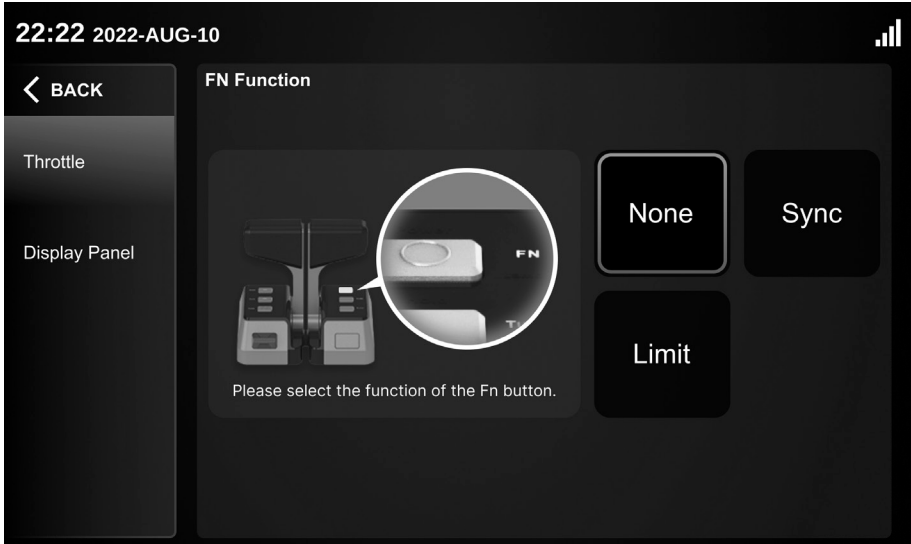 22:22 2022-AUG-10
BACK
FN Function
Throttle
Display Panel
FN
None
Sync
Limit
Please select the function of the Fn button.